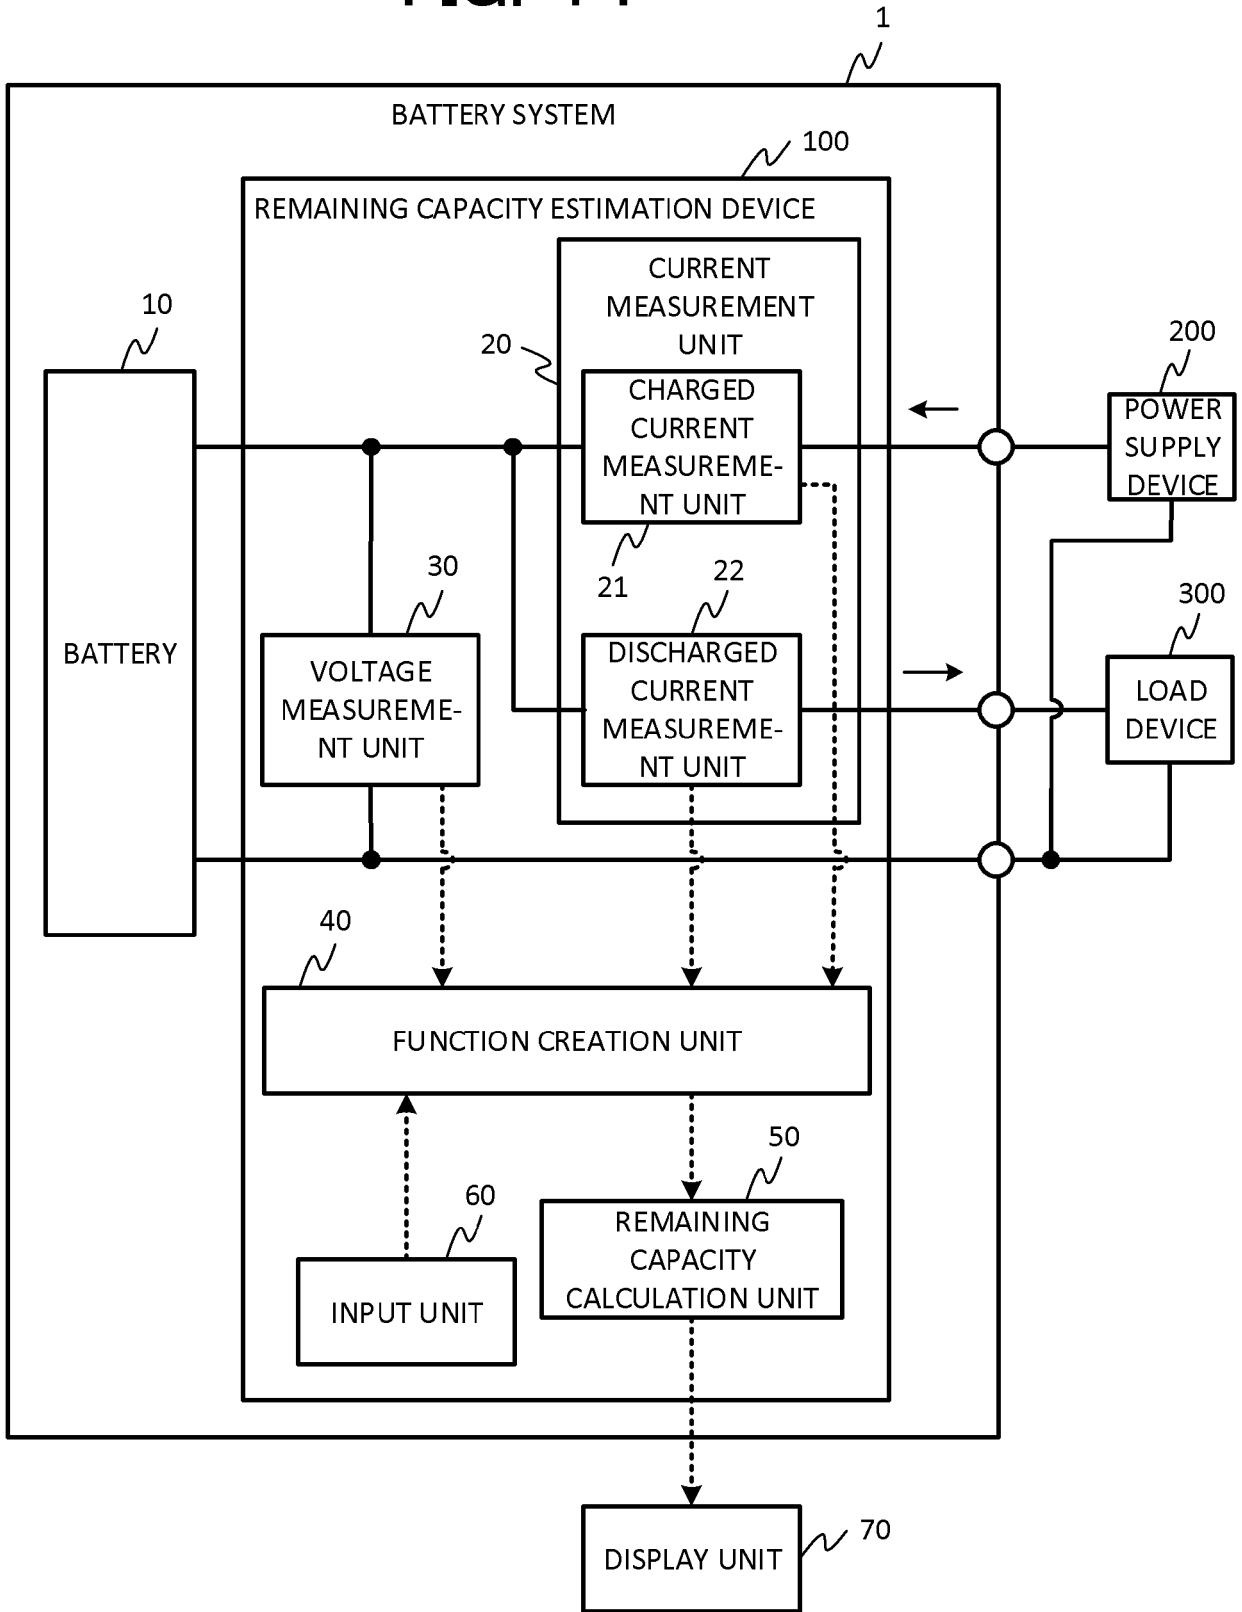 1
BATTERY SYSTEM
100
REMAINING CAPACITY ESTIMATION DEVICE
CURRENT
MEASUREMENT
UNIT
10
20
200
CHARGED
CURRENT
MEASUREME-
NT UNIT
POWER
SUPPLY
DEVICE
21
22
30
300
BATTERY
VOLTAGE
MEASUREME-
NT UNIT
DISCHARGED
CURRENT
MEASUREME-
NT UNIT
LOAD
DEVICE
40
FUNCTION CREATION UNIT
50
60
REMAINING
CAPACITY
CALCULATION UNIT
INPUT UNIT
70
DISPLAY UNIT